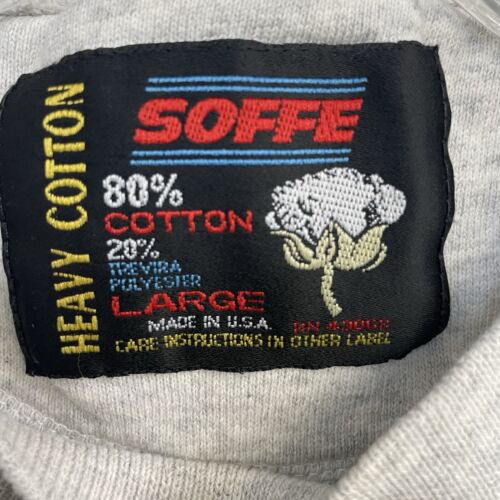 HEAVY COTTON
SOFFE
80%
COTTON
20%
TREVIRA
POLYESTER
LARGE
MADE IN U.S.A.
CARE INSTRUCTIONS IN OTHER LABEL